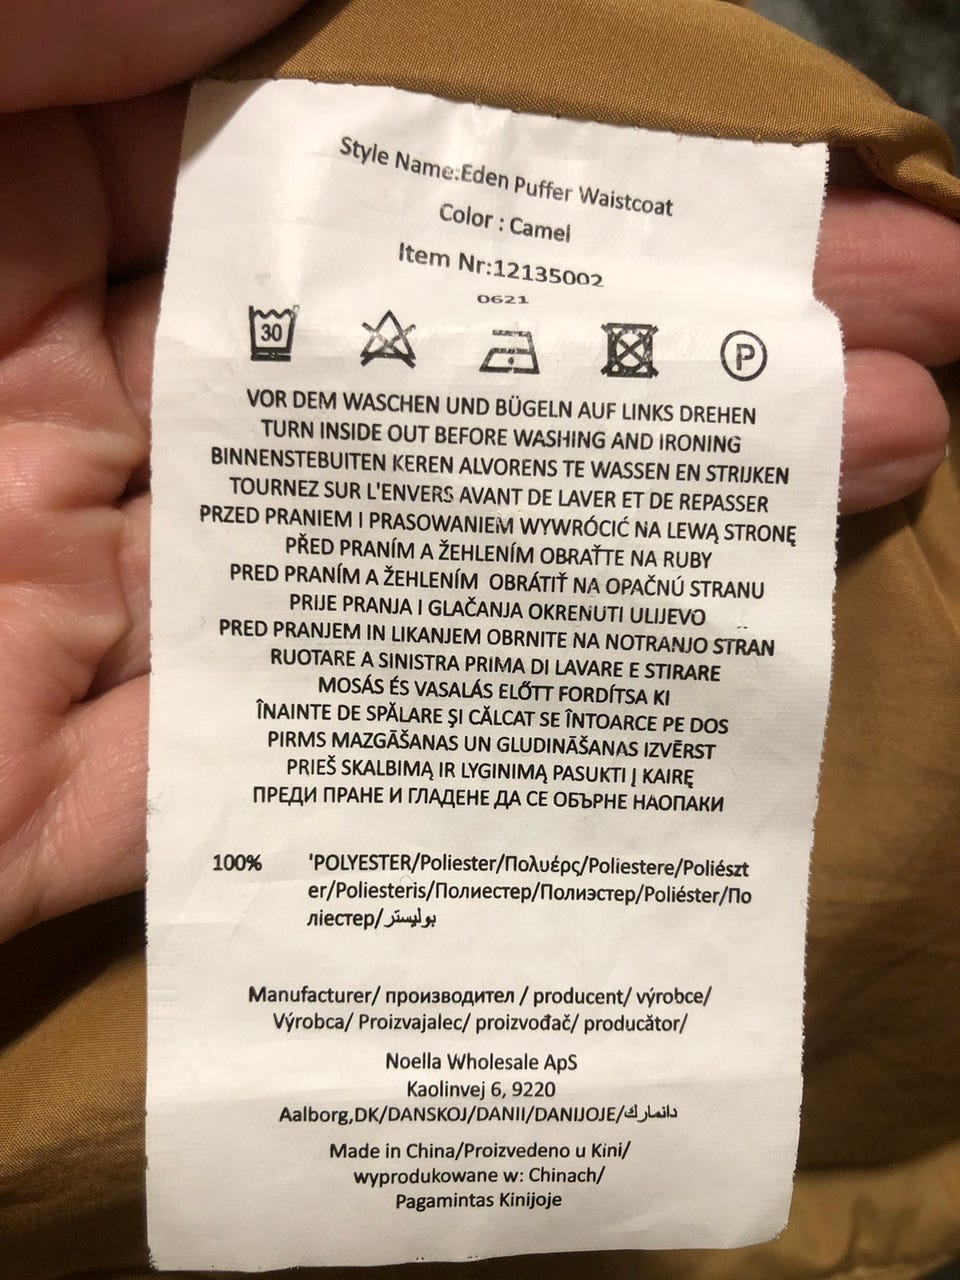 Style Name:Eden Puffer Waistcoat
Color : Camel
Item Nr:12135002
0621
30
P
VOR DEM WASCHEN UND BÜGELN AUF LINKS DREHEN
TURN INSIDE OUT BEFORE WASHING AND IRONING
BINNENSTEBUITEN KEREN ALVORENS TE WASSEN EN STRIJKEN
TOURNEZ SUR L'ENVERS AVANT DE LAVER ET DE REPASSER
PRZED PRANIEM I PRASOWANIEM WYWRÓCIĆ NA LEWĄ STRONĘ
PŘED PRANÍM A ŽEHLENÍM OBRAŤTE NA RUBY
PRED PRANÍM A ŽEHLENÍM OBRÁTIŤ NA OPAČNÚ STRANU
PRIJE PRANJA I GLAČANJA OKRENUTI ULIJEVO
PRED PRANJEM IN LIKANJEM OBRNITE NA NOTRANJO STRAN
RUOTARE A SINISTRA PRIMA DI LAVARE E STIRARE
MOSÁS ÉS VASALÁS ELŐTT FORDÍTSA KI
ÎNAINTE DE SPĂLARE ŞI CĂLCAT SE ÎNTOARCE PE DOS
PIRMS MAZGĀŠANAS UN GLUDINĀŠANAS IZVĒRST
PRIEŠ SKALBIMĄ IR LYGINIMĄ PASUKTI Į KAIRĘ
ПРЕДИ ПРАНЕ И ГЛАДЕНЕ ДА СЕ ОБЪРНЕ НАОПАКИ
100% 'POLYESTER/Poliester/Πολυέρς/Poliestere/Poliészt
er/Poliesteris/Полиестер/Полиэстер/Poliéster/По
ліестер/بوليستر
Manufacturer/ производител / producent/ výrobce/
Výrobca/ Proizvajalec/ proizvođač/ producător/
Noella Wholesale ApS
Kaolinvej 6, 9220
Aalborg,DK/DANSKOJ/DANII/DANIJOJE/دانمارك
Made in China/Proizvedeno u Kini/
wyprodukowane w: Chinach/
Pagamintas Kinijoje